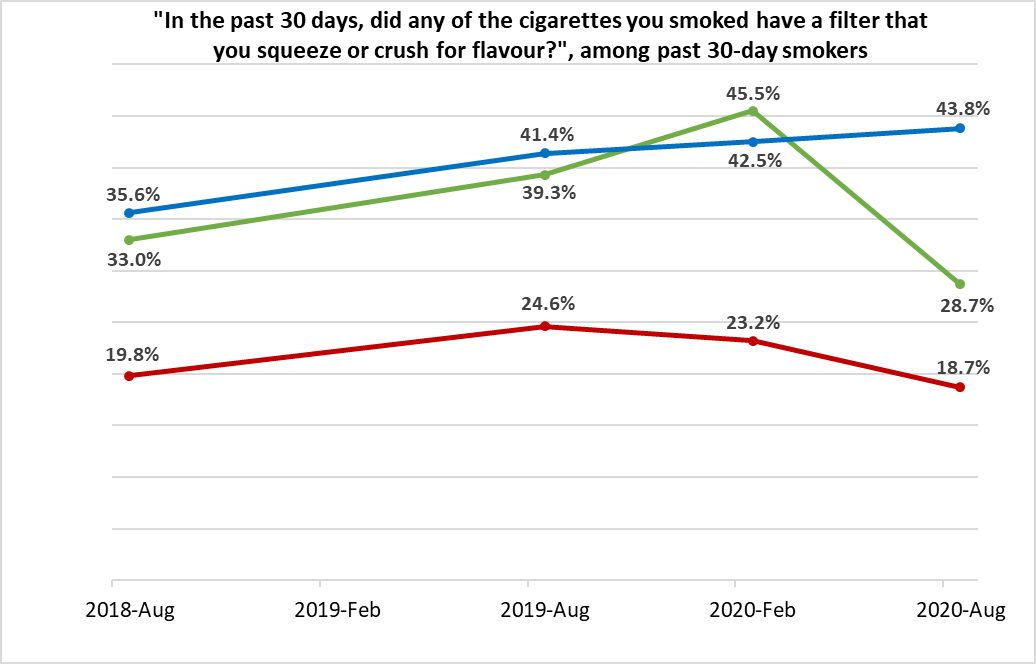 "In the past 30 days, did any of the cigarettes you smoked have a filter that
you squeeze or crush for flavour?", among past 30-day smokers
45.5%
43.8%
41.4%
42.5%
39.3%
35.6%
33.0%
28.7%
24.6%
23.2%
19.8%
18.7%
2018-Aug
2019-Feb
2019-Aug
2020-Feb
2020-Aug